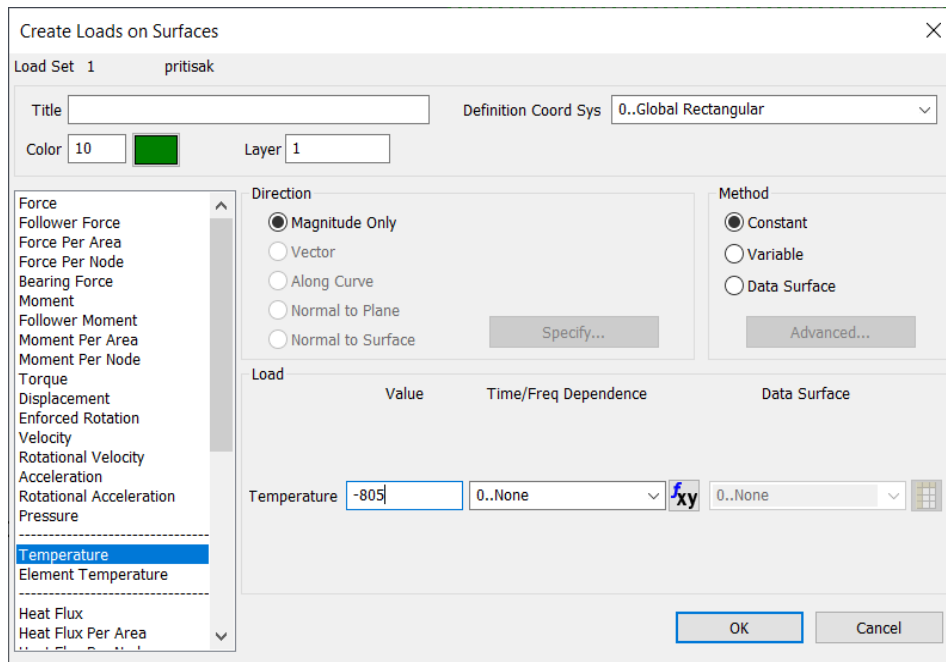 Create Loads on Surfaces
Load Set 1 pritisak
Title
Definition Coord Sys 0..Global Rectangular
Color 10
Layer 1
Force
Follower Force
Force Per Area
Force Per Node
Bearing Force
Moment
Follower Moment
Moment Per Area
Moment Per Node
Torque
Displacement
Enforced Rotation
Velocity
Rotational Velocity
Acceleration
Rotational Acceleration
Pressure
Temperature
Element Temperature
Heat Flux
Heat Flux Per Area
Direction
Magnitude Only
Vector
Along Curve
Normal to Plane
Normal to Surface
Specify...
Method
Constant
Variable
Data Surface
Advanced...
Load
Value Time/Freq Dependence Data Surface
Temperature -805 0..None fxy 0..None
OK Cancel